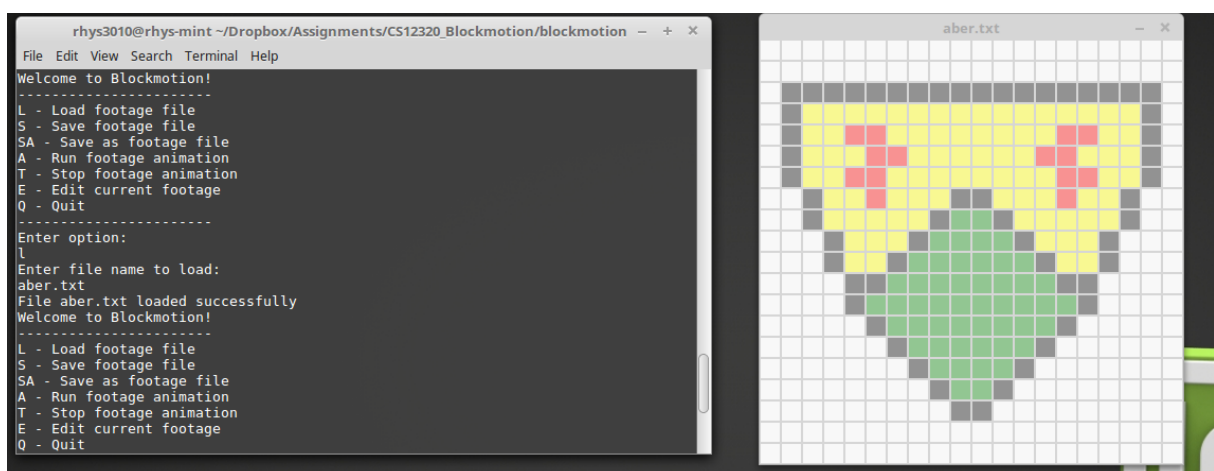 rhys3010@rhys-mint ~/Dropbox/Assignments/CS12320_Blockmotion/blockmotion
File Edit View Search Terminal Help
Welcome to Blockmotion!
------------------------
L - Load footage file
S - Save footage file
SA - Save as footage file
A - Run footage animation
T - Stop footage animation
E - Edit current footage
Q - Quit
------------------------
Enter option:
l
Enter file name to load:
aber.txt
File aber.txt loaded successfully
Welcome to Blockmotion!
------------------------
L - Load footage file
S - Save footage file
SA - Save as footage file
A - Run footage animation
T - Stop footage animation
E - Edit current footage
Q - Quit
aber.txt